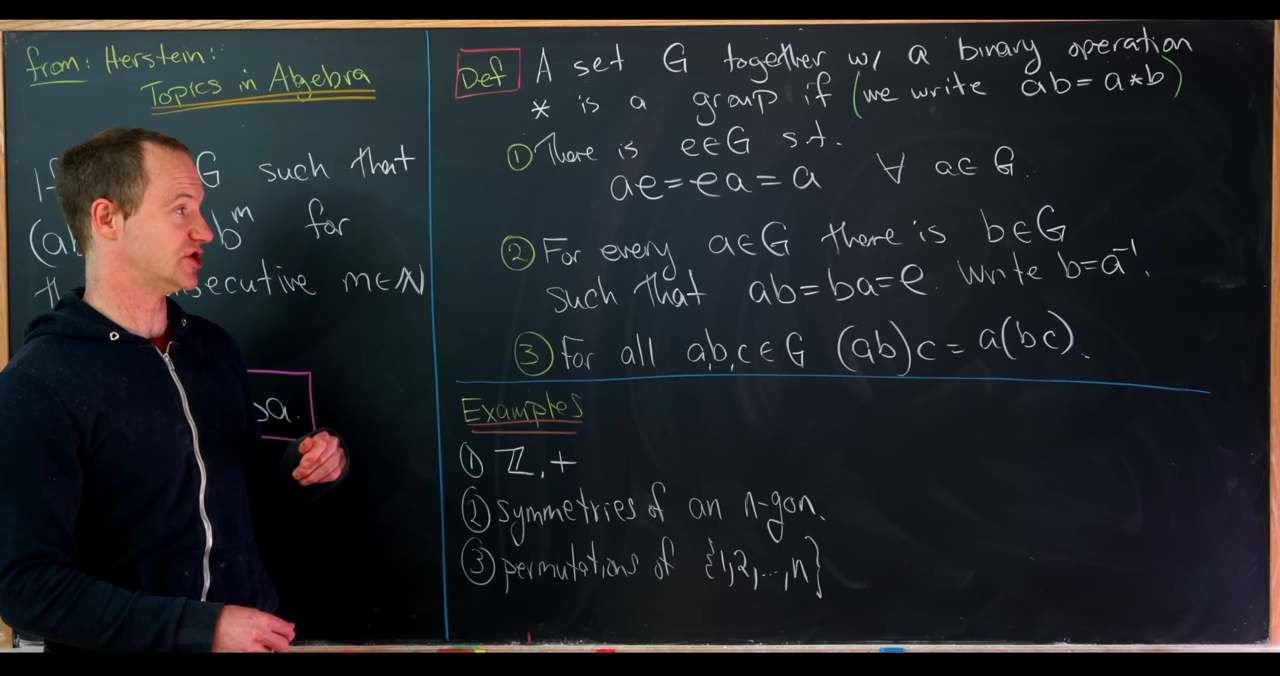 from: Herstein:
Topics in Algebra
G such that
(a b^m for
consecutive m∈ℕ
a.
Def A set G together w/ a binary operation
* is a group if (we write ab = a*b)
① There is e∈G s.t.
ae=ea=a ∀ a∈G.
② For every a∈G there is b∈G
such that ab=ba=e. write b=a⁻¹.
③ For all a,b,c∈G (ab)c = a(bc).
Examples
① ℤ,+
② symmetries of an n-gon.
③ permutations of {1,2,...,n}